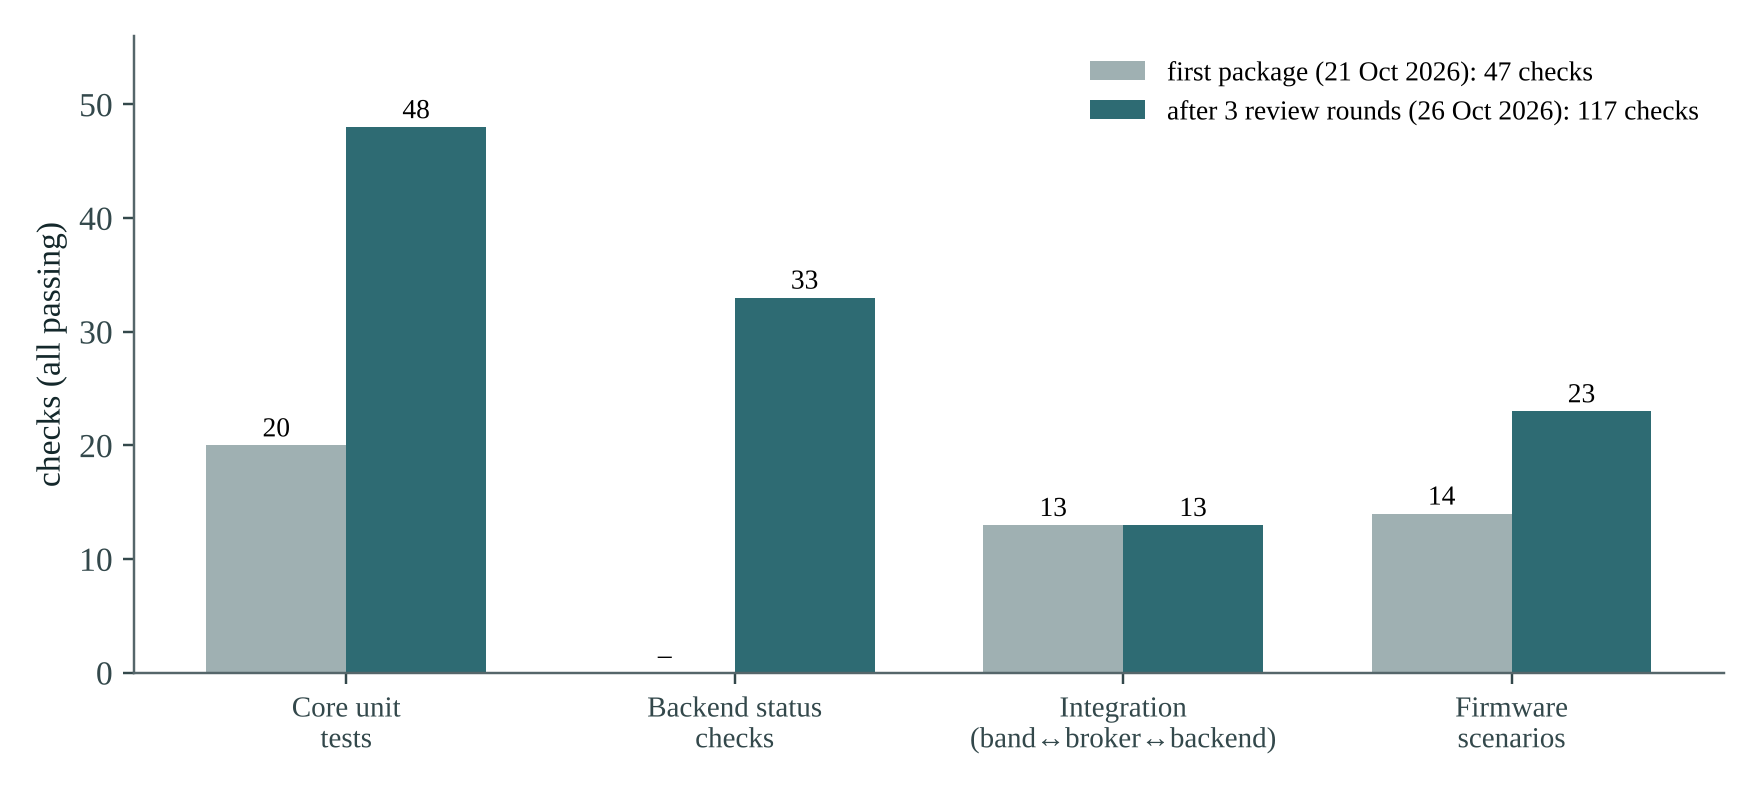 first package (21 Oct 2026): 47 checks
after 3 review rounds (26 Oct 2026): 117 checks
checks (all passing)
50
40
30
20
10
0
20
48
–
33
13
13
14
23
Core unit
tests
Backend status
checks
Integration
(band↔broker↔backend)
Firmware
scenarios